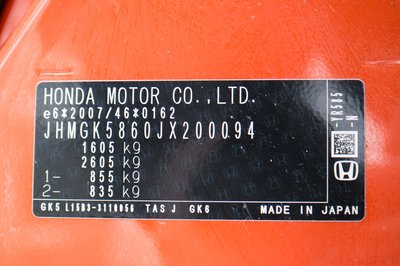 HONDA MOTOR CO.,LTD.
e6*2007/46*0162
JHMGK5860JX200094
1605 kg
2605 kg
1- 855 kg
2- 835 kg
GK5 L15B3-3110056 TAS J GK6
MADE IN JAPAN
-YR585-
N